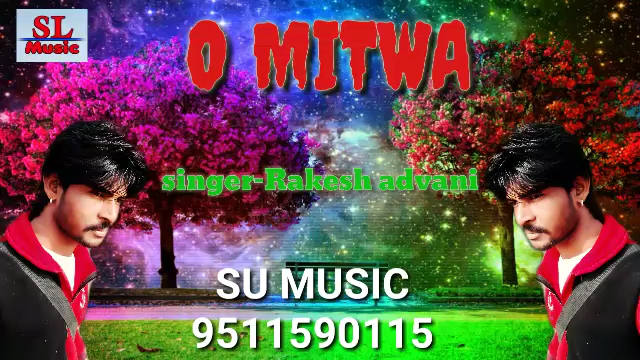 SL
Music
O MITWA
singer-Rakesh advani
SU MUSIC
9511590115